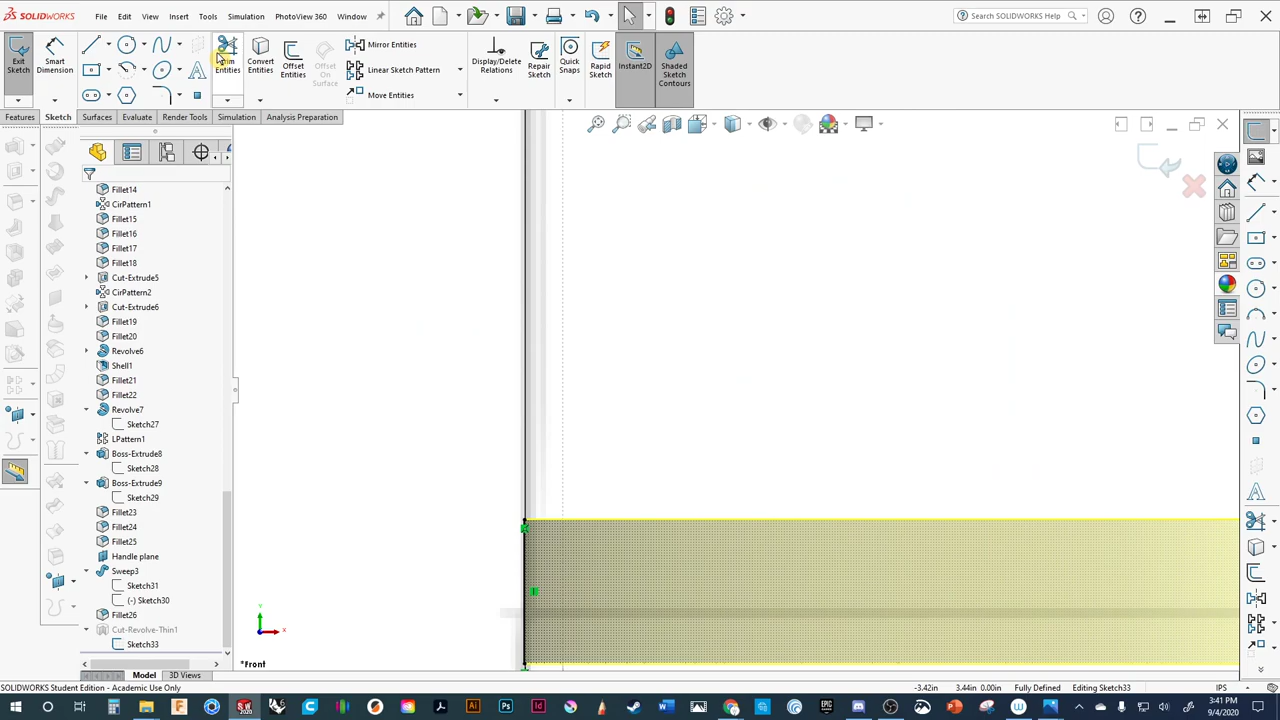 SOLIDWORKS
File Edit View Insert Tools Simulation PhotoView 360 Window
Search SOLIDWORKS Help
Exit Sketch
Smart Dimension
Trim Entities
Convert Entities
Offset Entities
Offset On Surface
Mirror Entities
Linear Sketch Pattern
Move Entities
Display/Delete Relations
Repair Sketch
Quick Snaps
Rapid Sketch
Instant2D
Shaded Sketch Contours
Features Sketch Surfaces Evaluate Render Tools Simulation Analysis Preparation
Fillet14
CirPattern1
Fillet15
Fillet16
Fillet17
Fillet18
Cut-Extrude5
CirPattern2
Cut-Extrude6
Fillet19
Fillet20
Revolve6
Shell1
Fillet21
Fillet22
Revolve7
Sketch27
LPattern1
Boss-Extrude8
Sketch28
Boss-Extrude9
Sketch29
Fillet23
Fillet24
Fillet25
Handle plane
Sweep3
Sketch31
(-) Sketch30
Fillet26
Cut-Revolve-Thin1
Sketch33
Y
X
*Front
Model 3D Views
SOLIDWORKS Student Edition - Academic Use Only
-3.42in 3.44in 0.00in Fully Defined Editing Sketch33 IPS
3:41 PM
9/4/2020